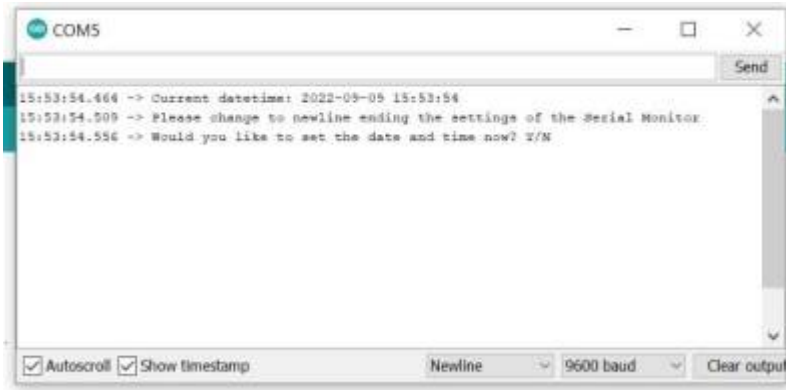 COM5
Send
15:53:54.464 -> Current datetime: 2022-09-09 15:53:54
15:53:54.509 -> Please change to newline ending the settings of the Serial Monitor
15:53:54.556 -> Would you like to set the date and time now? Y/N
Autoscroll Show timestamp Newline 9600 baud Clear output